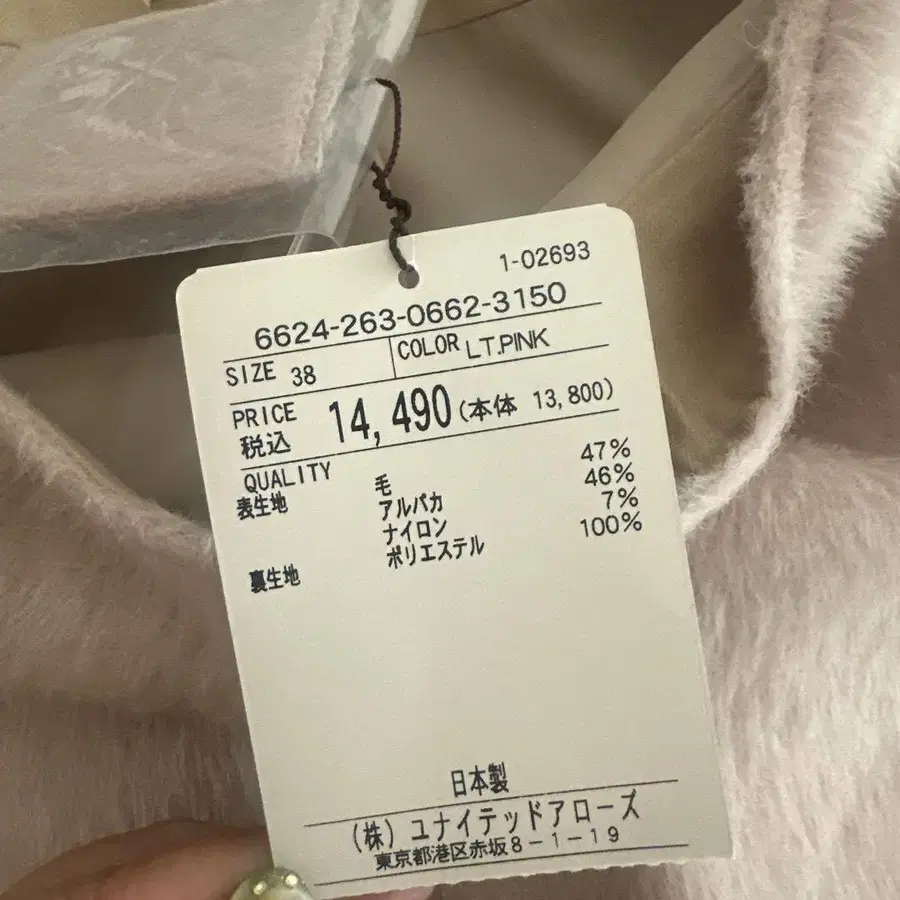 1-02693
6624-263-0662-3150
SIZE 38 COLOR LT.PINK
PRICE 14,490 (本体 13,800)
税込
QUALITY
表生地 毛 47%
アルパカ 46%
ナイロン 7%
裏生地 ポリエステル 100%
日本製
(株) ユナイテッドアローズ
東京都港区赤坂8-1-19